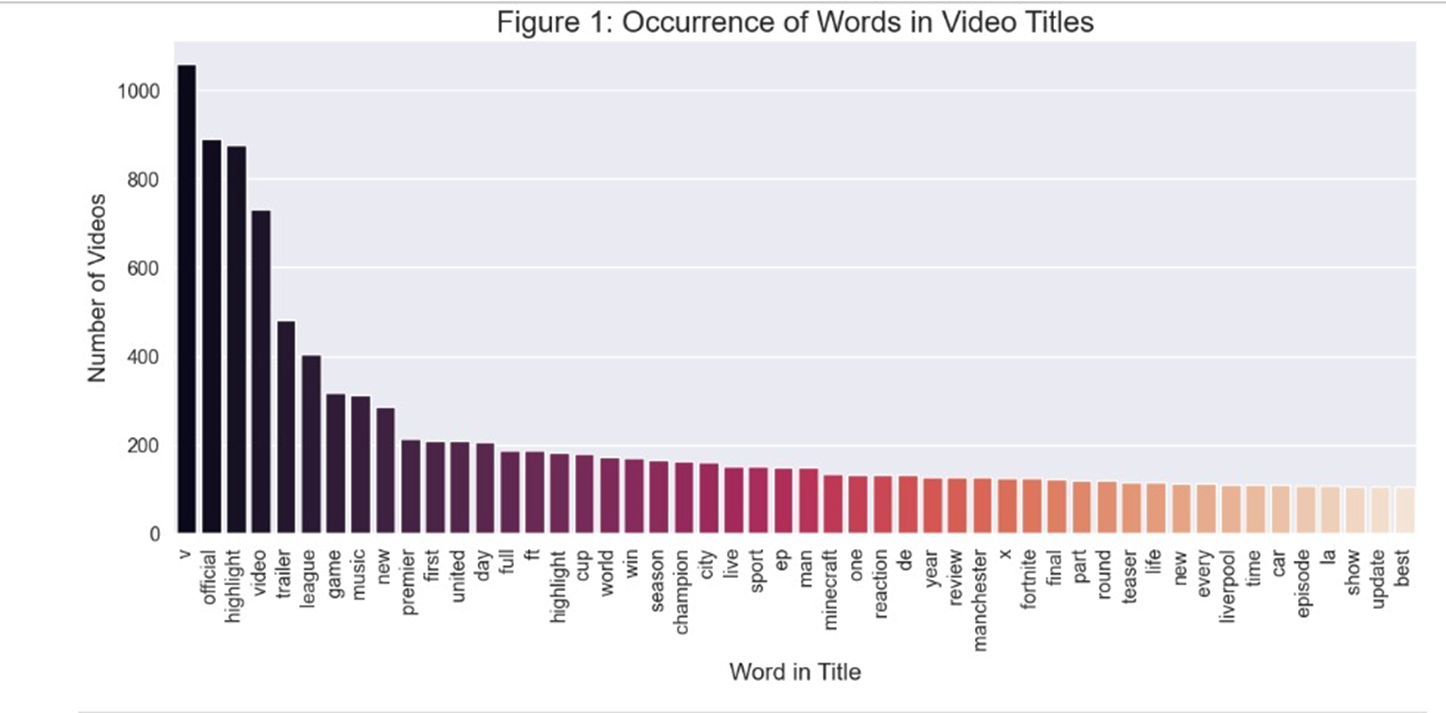 Figure 1: Occurrence of Words in Video Titles
1000
800
600
400
200
0
Number of Videos
v
official
highlight
video
trailer
league
game
music
new
premier
first
united
day
full
ft
highlight
cup
world
win
season
champion
city
live
sport
ep
man
minecraft
one
reaction
de
year
review
manchester
x
fortnite
final
part
round
teaser
life
new
every
liverpool
time
car
episode
la
show
update
best
Word in Title